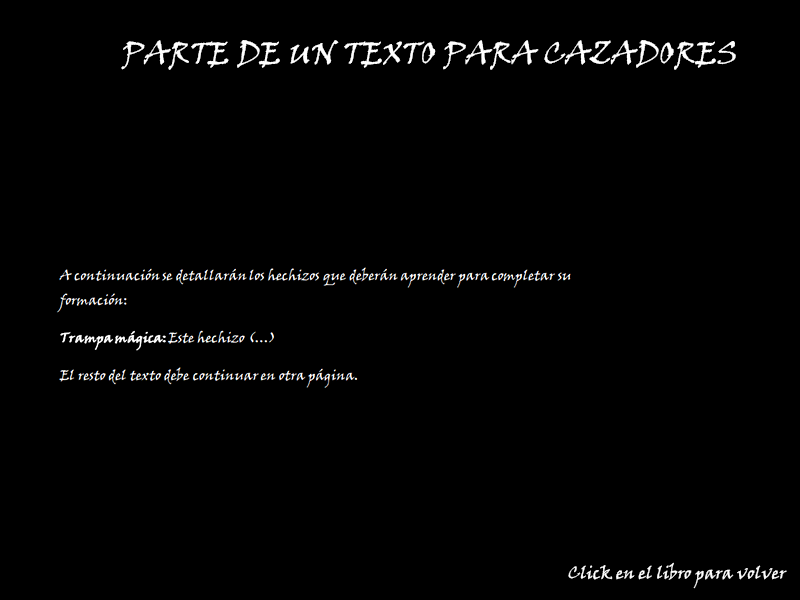 PARTE DE UN TEXTO PARA CAZADORES
A continuación se detallarán los hechizos que deberán aprender para completar su
formación:
Trampa mágica: Este hechizo (...)
El resto del texto debe continuar en otra página.
Click en el libro para volver